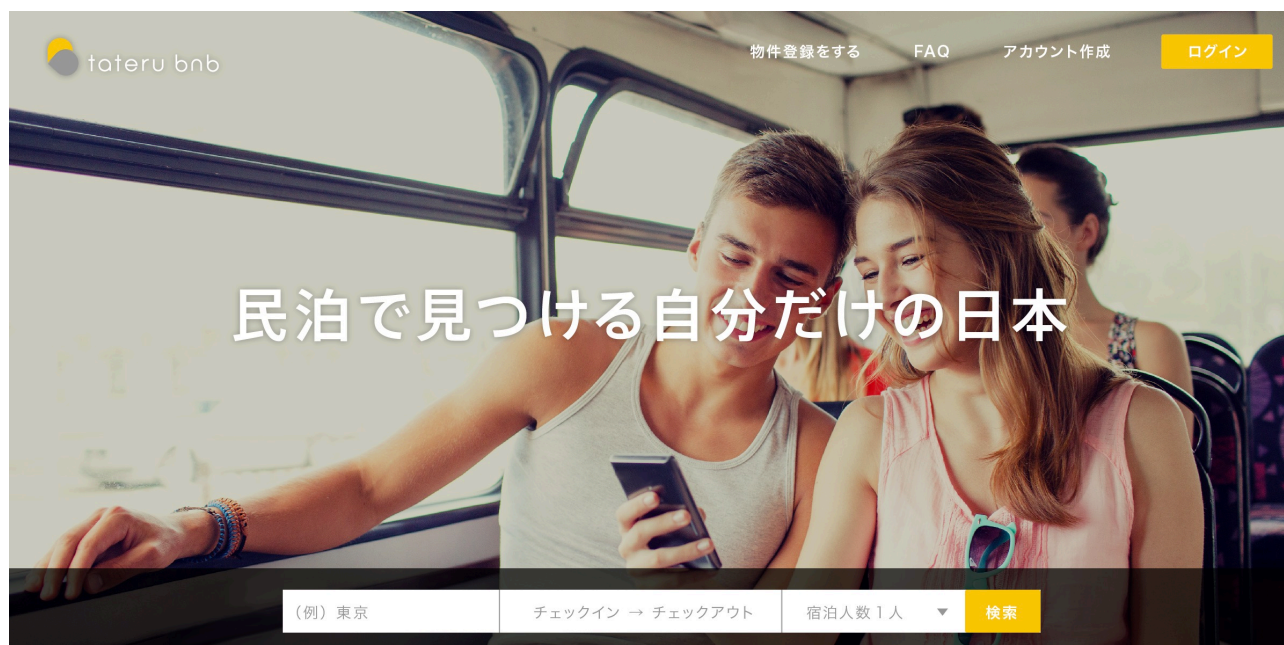 tateru bnb
物件登録をする
FAQ
アカウント作成
ログイン
民泊で見つける自分だけの日本
(例) 東京
チェックイン → チェックアウト
宿泊人数1人 ▼
検索